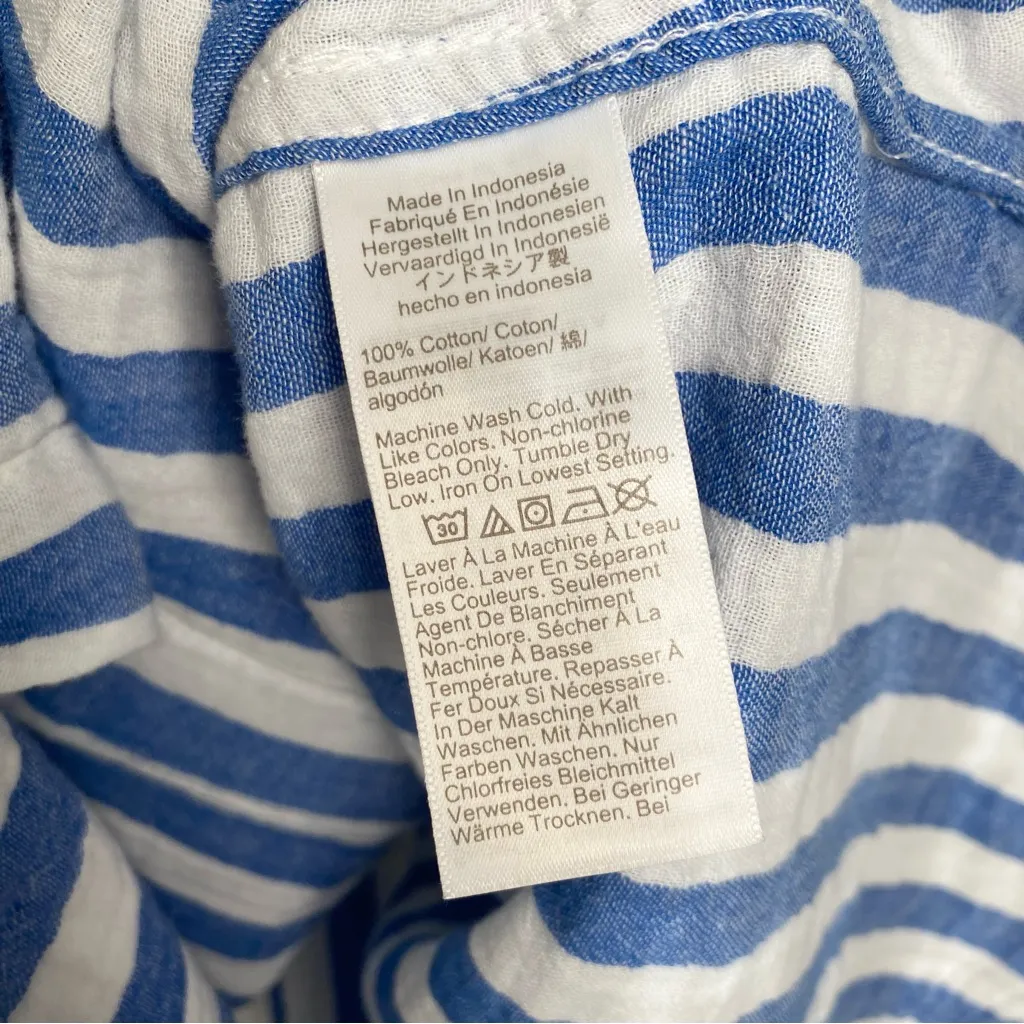 Made In Indonesia
Fabriqué En Indonésie
Hergestellt In Indonesien
Vervaardigd In Indonesië
インドネシア製
hecho en indonesia
100% Cotton/ Coton/
Baumwolle/ Katoen/ 綿/
algodón
Machine Wash Cold. With
Like Colors. Non-chlorine
Bleach Only. Tumble Dry
Low. Iron On Lowest Setting.
30
Laver À La Machine À L'eau
Froide. Laver En Séparant
Les Couleurs. Seulement
Agent De Blanchiment
Non-chlore. Sécher À La
Machine À Basse
Température. Repasser À
Fer Doux Si Nécessaire.
In Der Maschine Kalt
Waschen. Mit Ähnlichen
Farben Waschen. Nur
Chlorfreies Bleichmittel
Verwenden. Bei Geringer
Wärme Trocknen. Bei